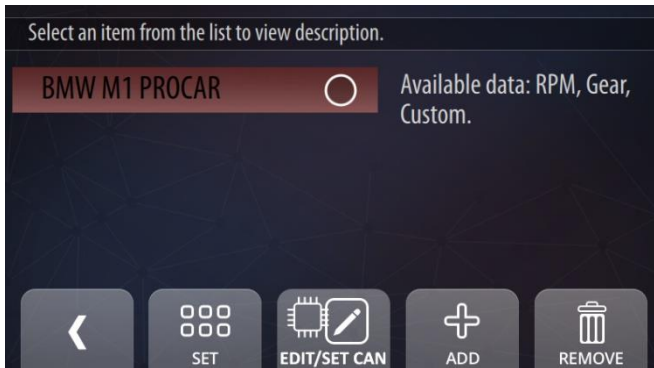 Select an item from the list to view description.
BMW M1 PROCAR
Available data: RPM, Gear,
Custom.
SET
EDIT/SET CAN
ADD
REMOVE